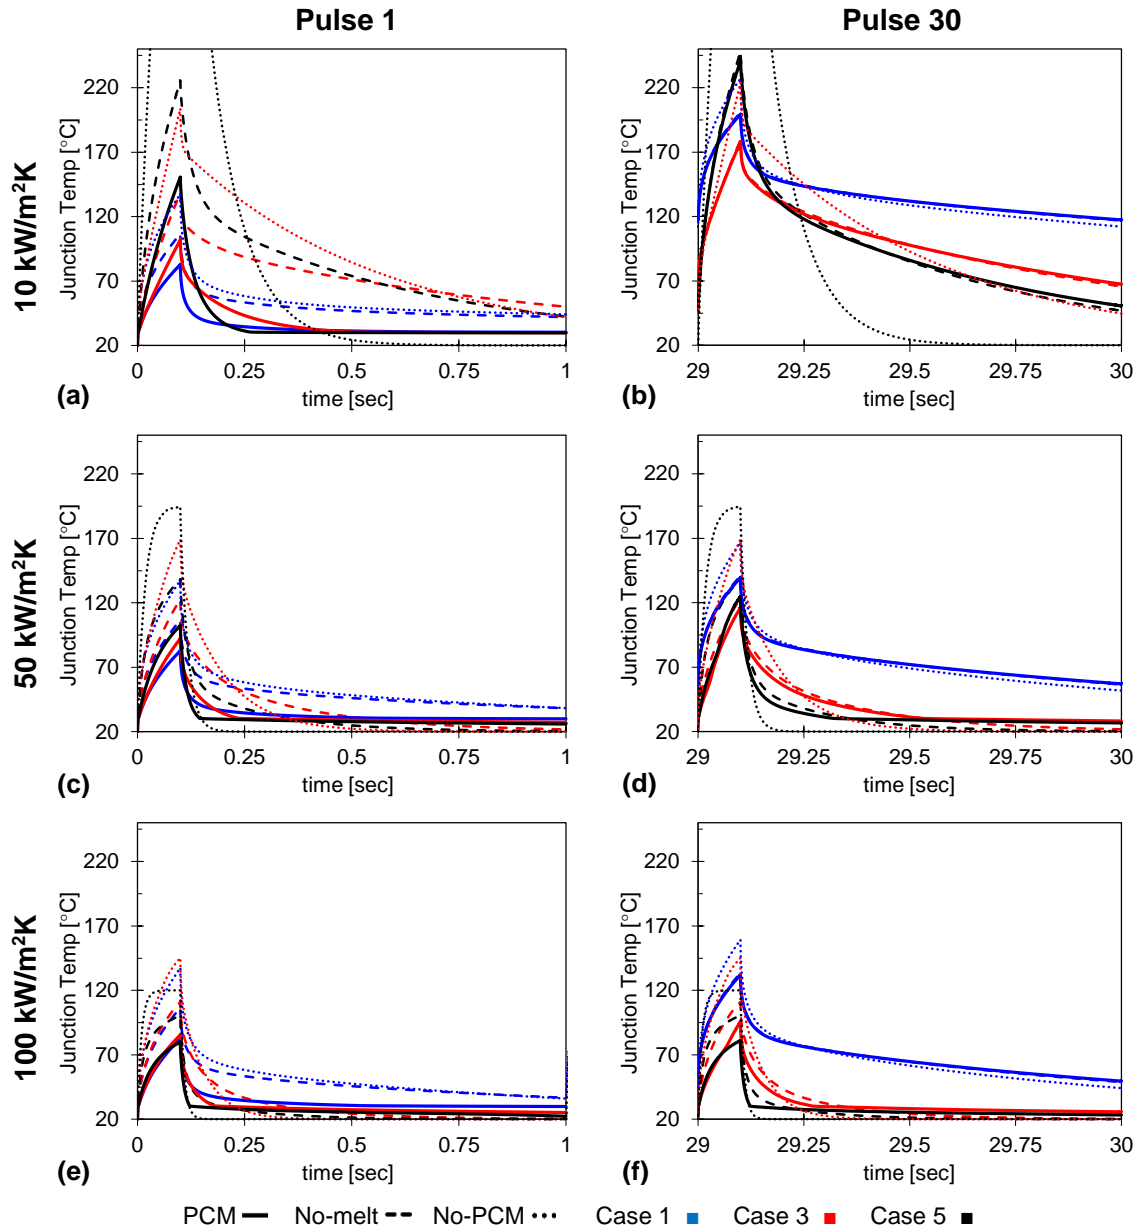 Pulse 1
Pulse 30
10 kW/m²K
Junction Temp [°C]
220
170
120
70
20
0
0.25
0.5
0.75
1
time [sec]
(a)
Junction Temp [°C]
220
170
120
70
20
29
29.25
29.5
29.75
30
time [sec]
(b)
50 kW/m²K
Junction Temp [°C]
220
170
120
70
20
0
0.25
0.5
0.75
1
time [sec]
(c)
Junction Temp [°C]
220
170
120
70
20
29
29.25
29.5
29.75
30
time [sec]
(d)
100 kW/m²K
Junction Temp [°C]
220
170
120
70
20
0
0.25
0.5
0.75
1
time [sec]
(e)
Junction Temp [°C]
220
170
120
70
20
29
29.25
29.5
29.75
30
time [sec]
(f)
PCM No-melt No-PCM Case 1 Case 3 Case 5